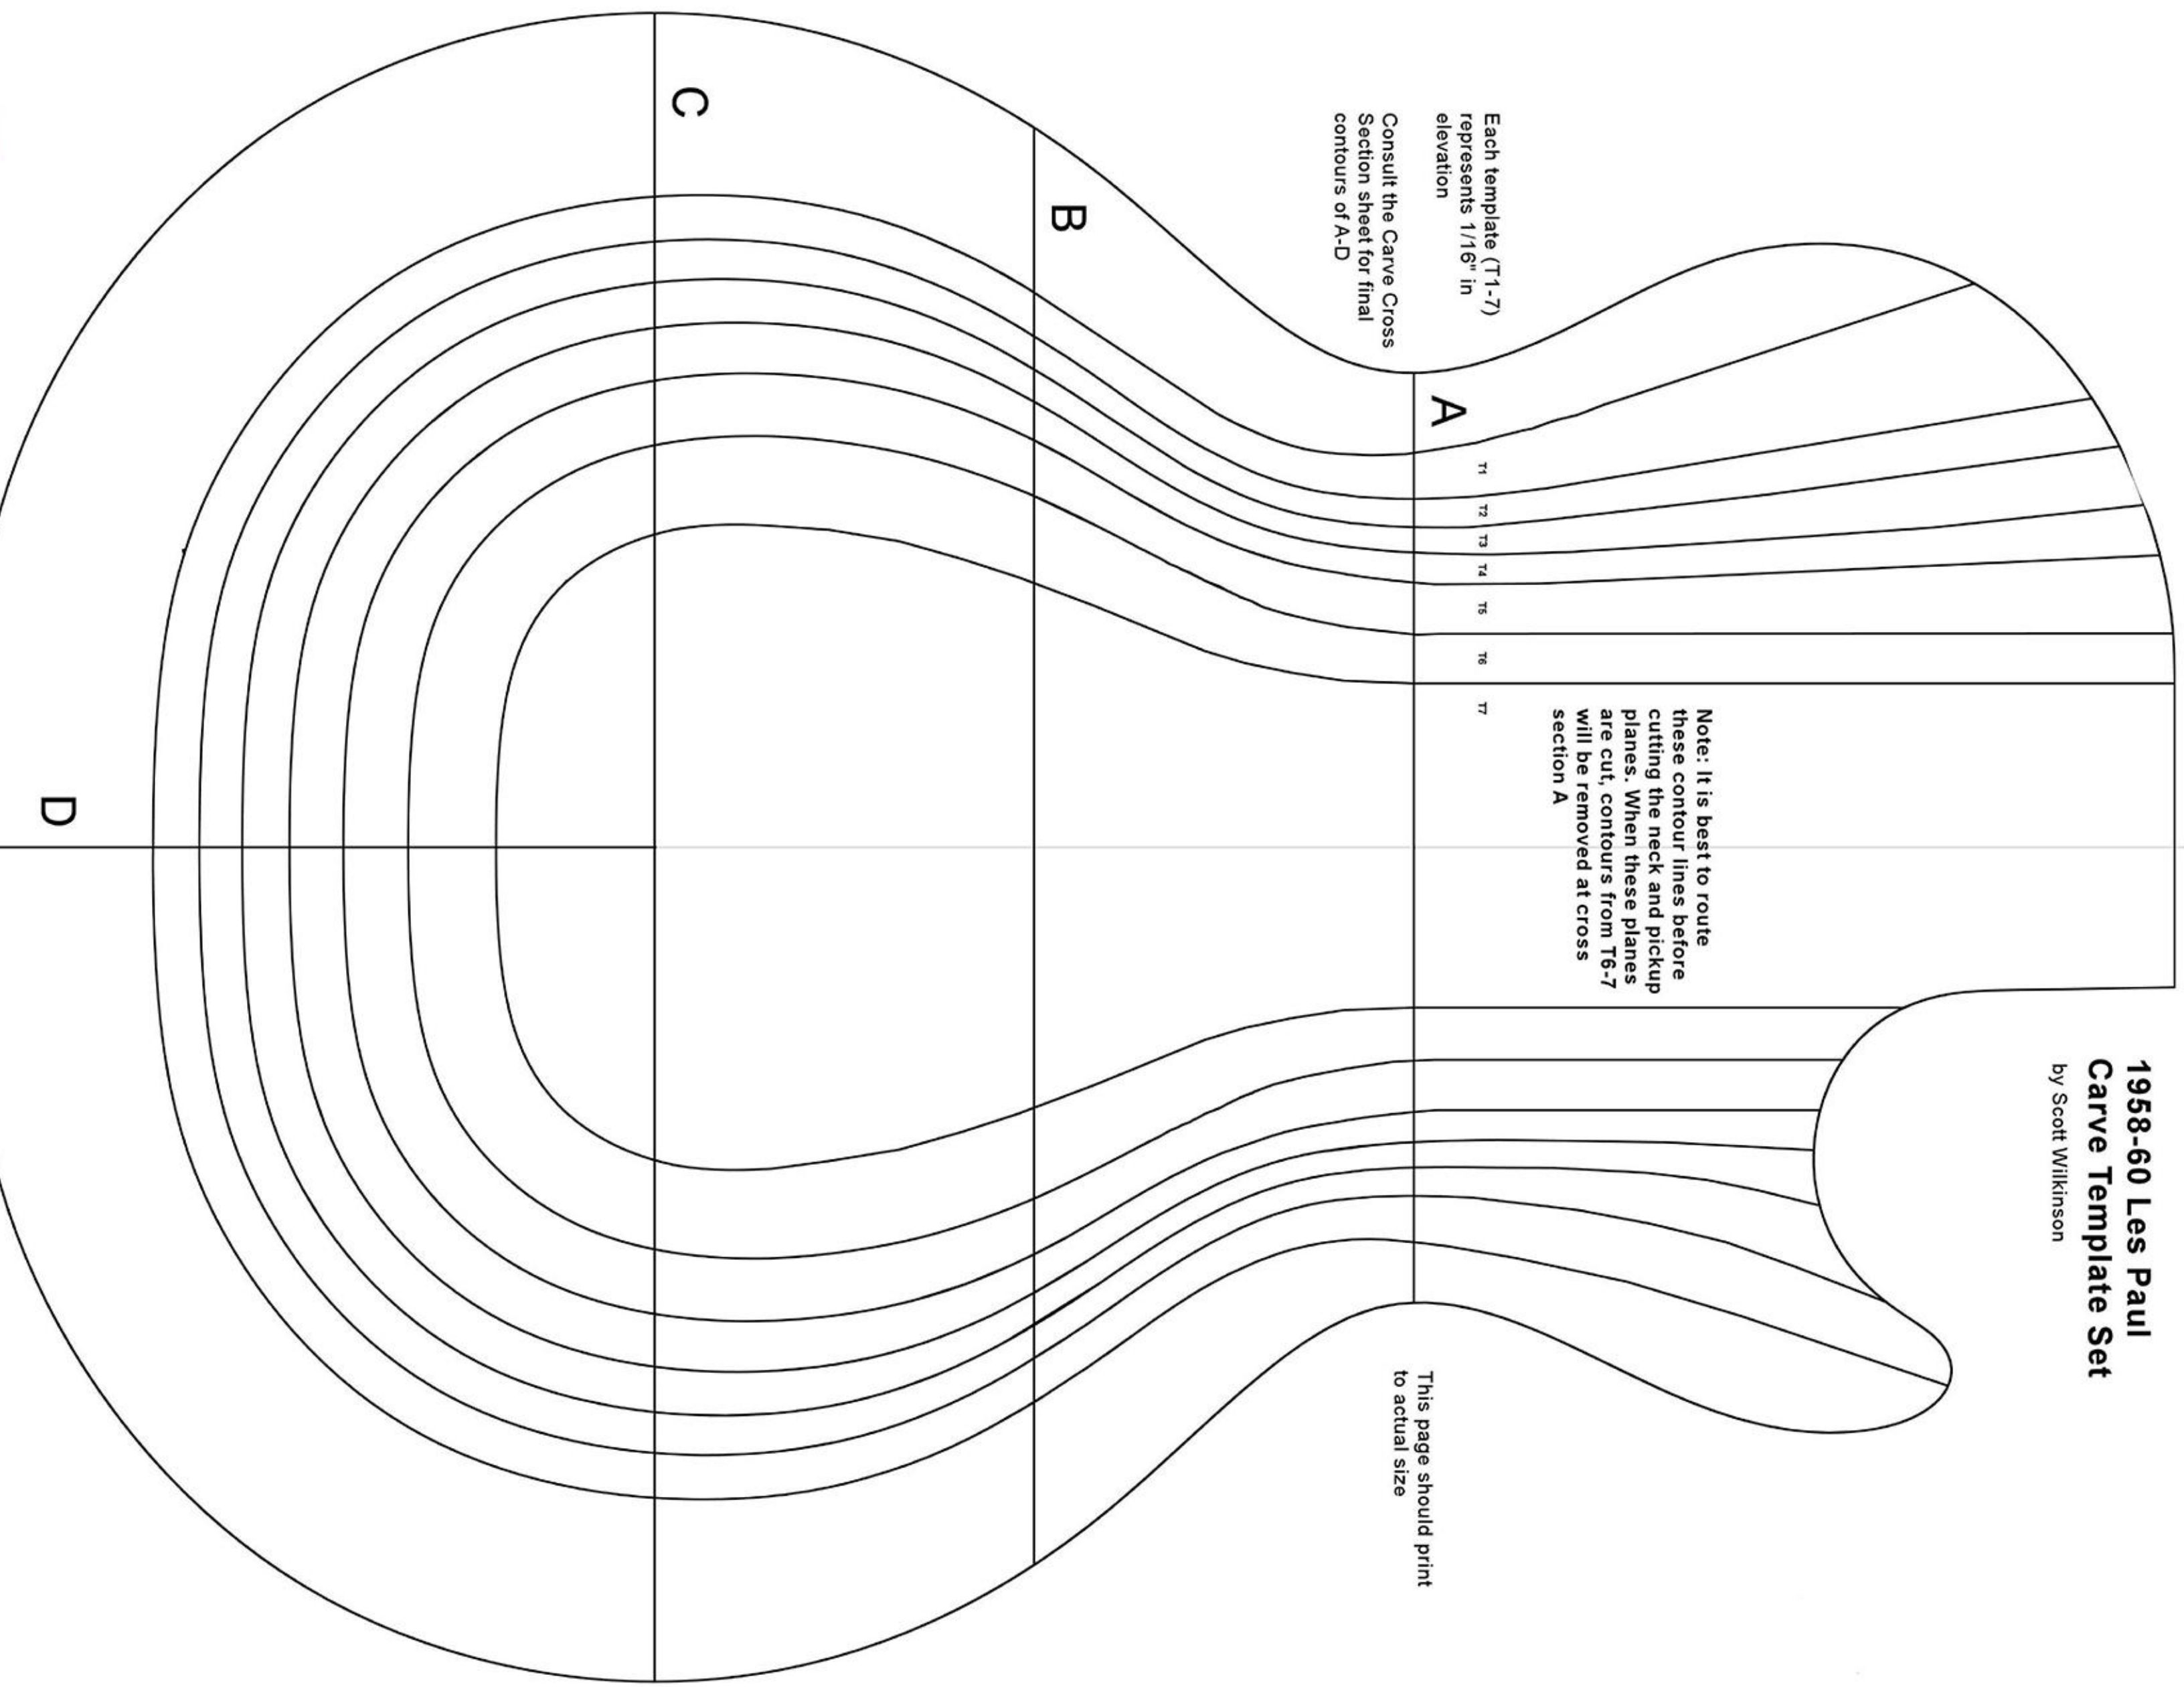 1958-60 Les Paul
Carve Template Set
by Scott Wilkinson
Each template (T1-7)
represents 1/16" in
elevation
Consult the Carve Cross
Section sheet for final
contours of A-D
Note: It is best to route
these contour lines before
cutting the neck and pickup
planes. When these planes
are cut, contours from T6-7
will be removed at cross
section A
This page should print
to actual size
T1
T2
T3
T4
T5
T6
T7
A
B
C
D